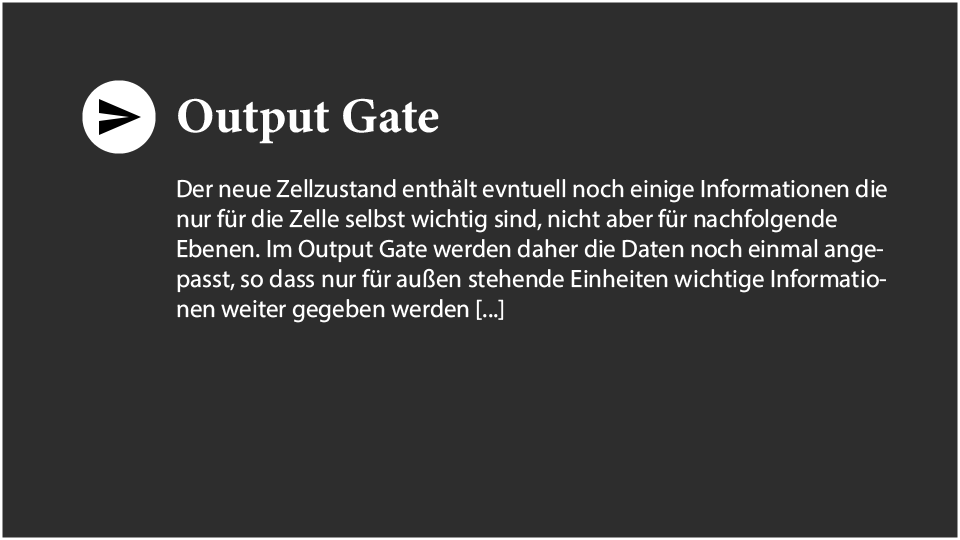 Output Gate
Der neue Zellzustand enthält evntuell noch einige Informationen die
nur für die Zelle selbst wichtig sind, nicht aber für nachfolgende
Ebenen. Im Output Gate werden daher die Daten noch einmal ange-
passt, so dass nur für außen stehende Einheiten wichtige Informatio-
nen weiter gegeben werden [...]